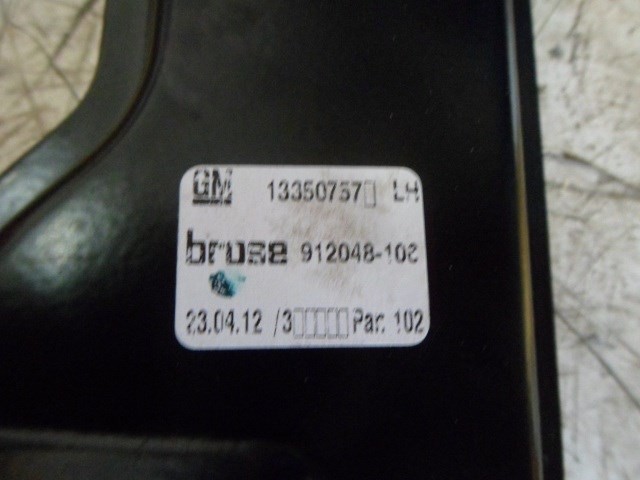 GM 13350757▯ LH
brose 912048-102
23.04.12 /3▯▯▯▯▯ Par. 102